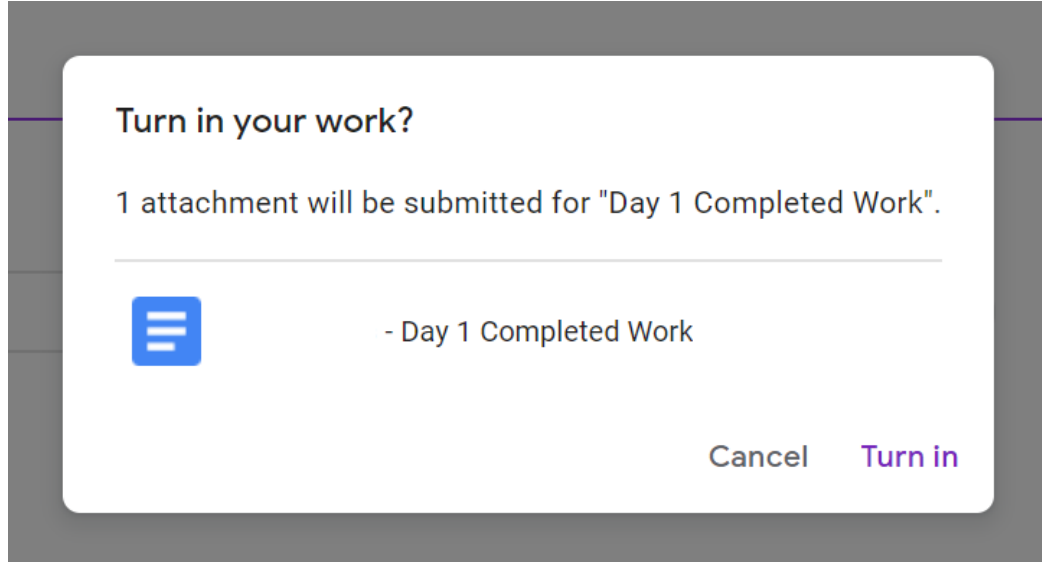 Turn in your work?
1 attachment will be submitted for "Day 1 Completed Work".
- Day 1 Completed Work
Cancel Turn in